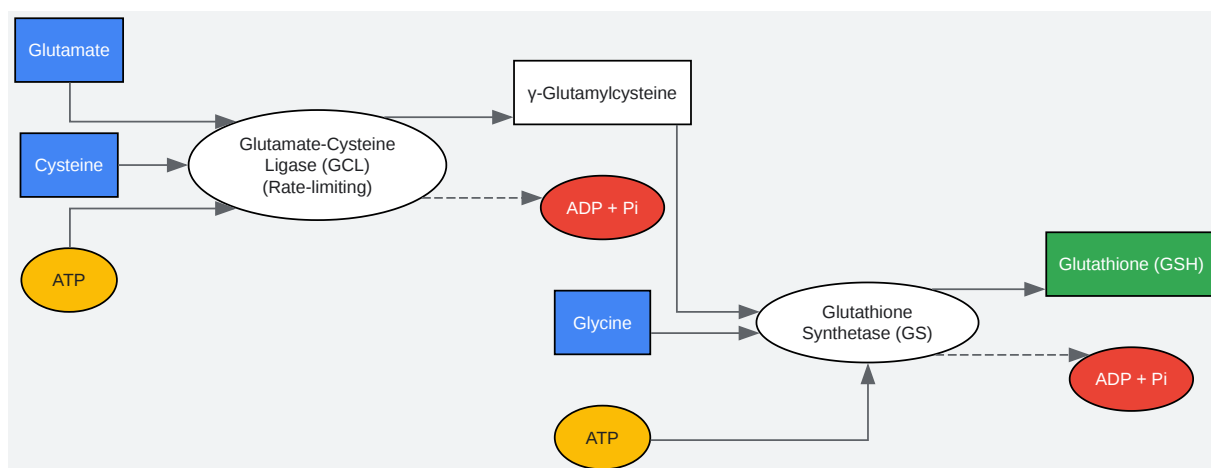 Glutamate
γ-Glutamylcysteine
Glutamate-Cysteine
Ligase (GCL)
(Rate-limiting)
Cysteine
ADP + Pi
ATP
Glutathione (GSH)
Glycine
Glutathione
Synthetase (GS)
ADP + Pi
ATP